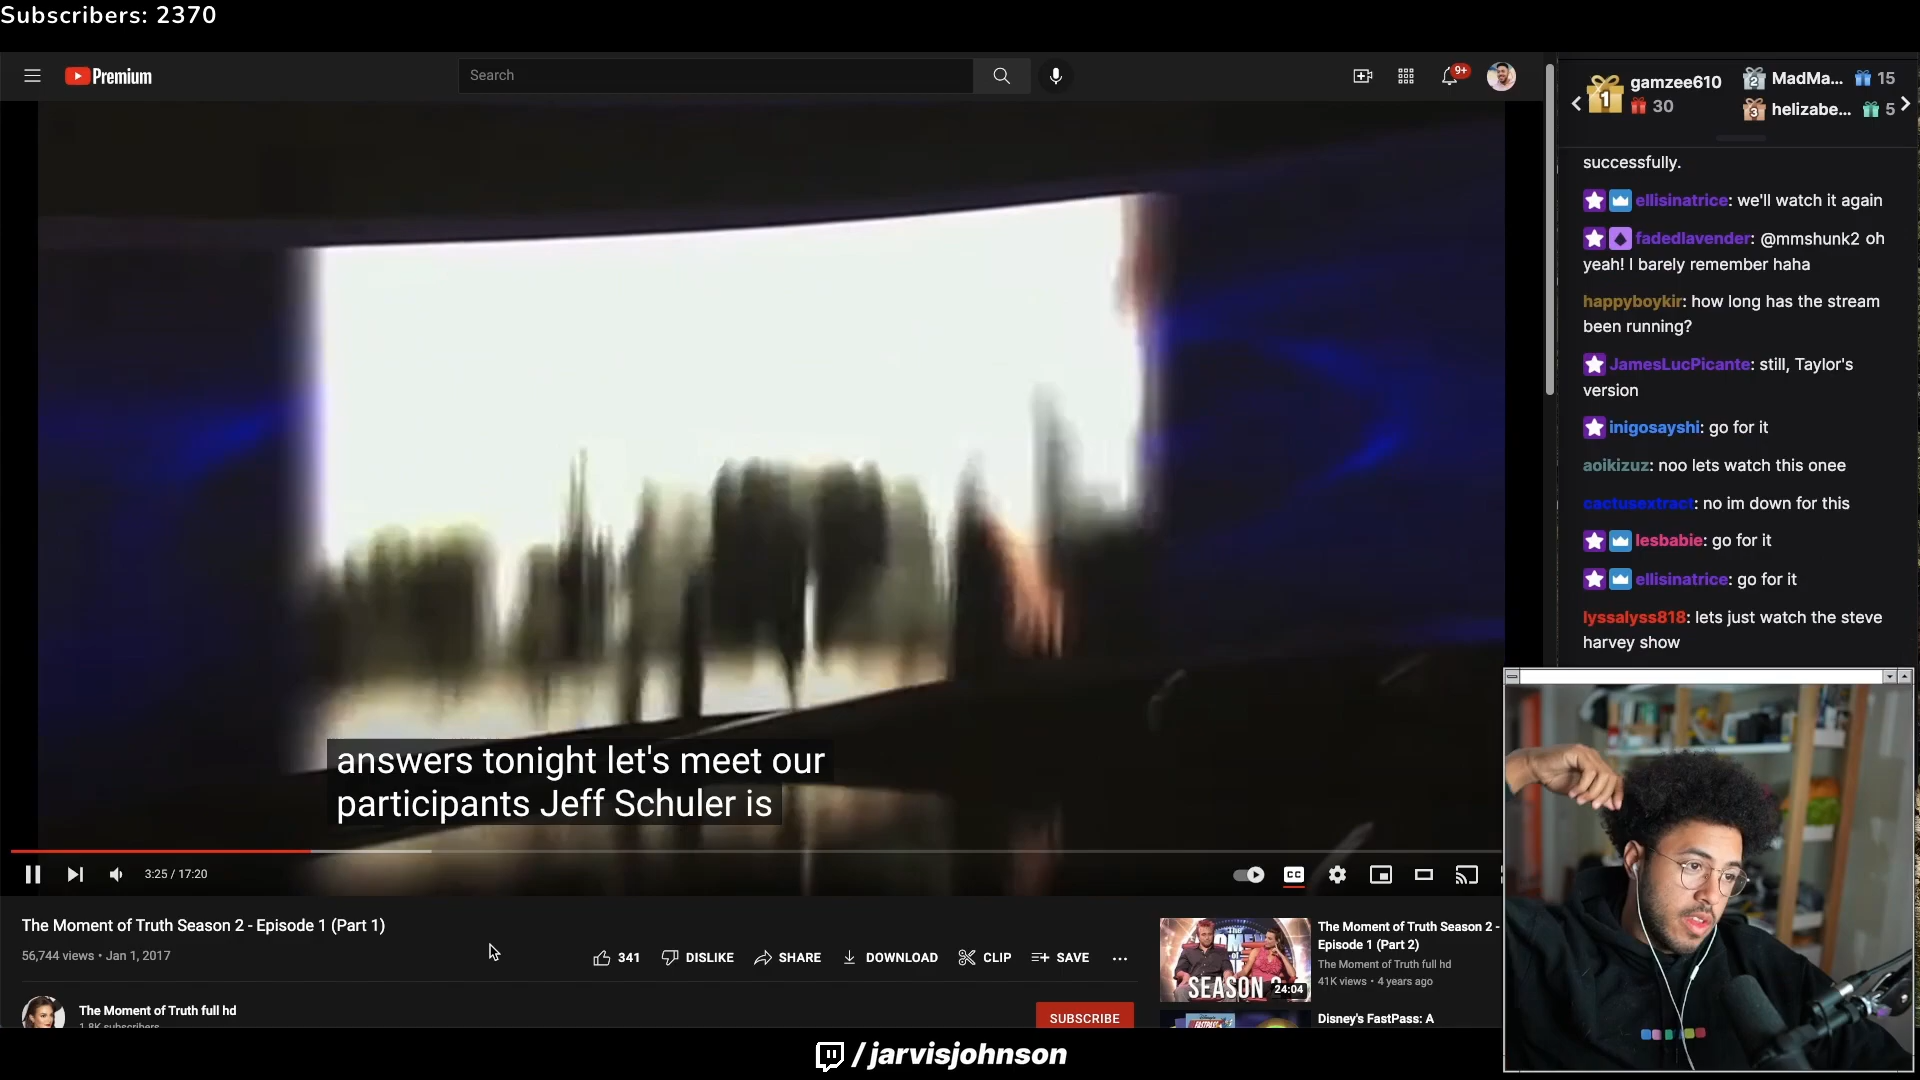 Subscribers: 2370
Premium
Search
9+
1
gamzee610
30
2
MadMa...
15
3
helizabe...
5
successfully.
ellisinatrice: we'll watch it again
fadedlavender: @mmshunk2 oh
yeah! I barely remember haha
happyboykir: how long has the stream
been running?
JamesLucPicante: still, Taylor's
version
inigosayshi: go for it
aoikizuz: noo lets watch this onee
cactusextract: no im down for this
lesbabie: go for it
ellisinatrice: go for it
lyssalyss818: lets just watch the steve
harvey show
answers tonight let's meet our
participants Jeff Schuler is
3:25 / 17:20
CC
The Moment of Truth Season 2 - Episode 1 (Part 1)
56,744 views • Jan 1, 2017
341
DISLIKE
SHARE
DOWNLOAD
CLIP
SAVE
The Moment of Truth full hd
1.8K subscribers
SUBSCRIBE
SEASON
24:04
The Moment of Truth Season 2 -
Episode 1 (Part 2)
The Moment of Truth full hd
41K views • 4 years ago
Disney's FastPass: A
/jarvisjohnson